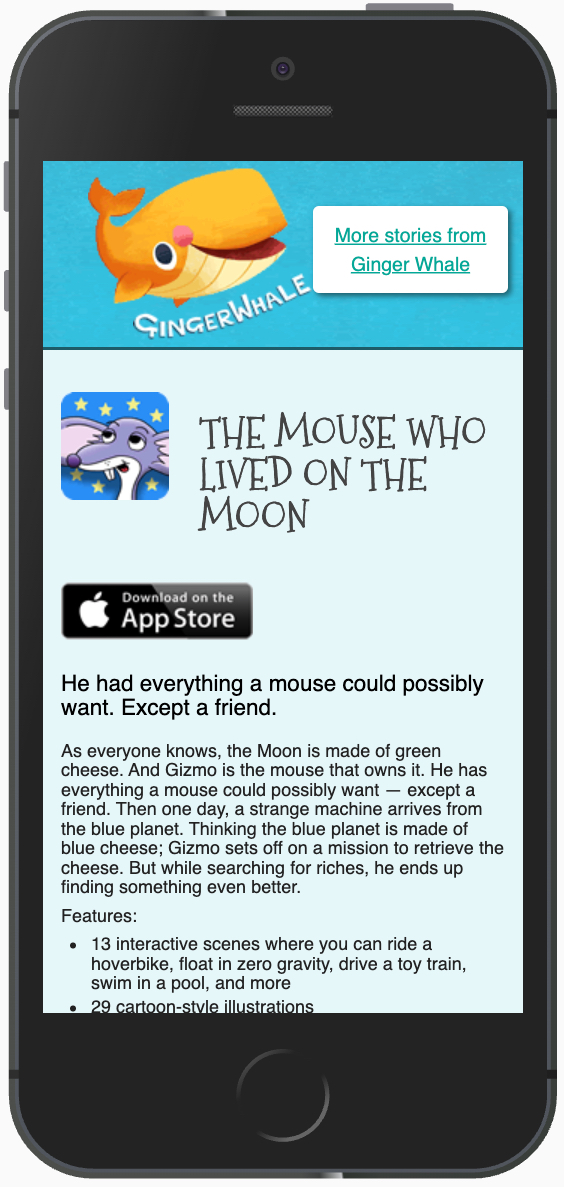 GINGERWHALE
More stories from
Ginger Whale
THE MOUSE WHO
LIVED ON THE
MOON
Download on the
App Store
He had everything a mouse could possibly
want. Except a friend.
As everyone knows, the Moon is made of green
cheese. And Gizmo is the mouse that owns it. He has
everything a mouse could possibly want — except a
friend. Then one day, a strange machine arrives from
the blue planet. Thinking the blue planet is made of
blue cheese; Gizmo sets off on a mission to retrieve the
cheese. But while searching for riches, he ends up
finding something even better.
Features:
• 13 interactive scenes where you can ride a
hoverbike, float in zero gravity, drive a toy train,
swim in a pool, and more
• 29 cartoon-style illustrations